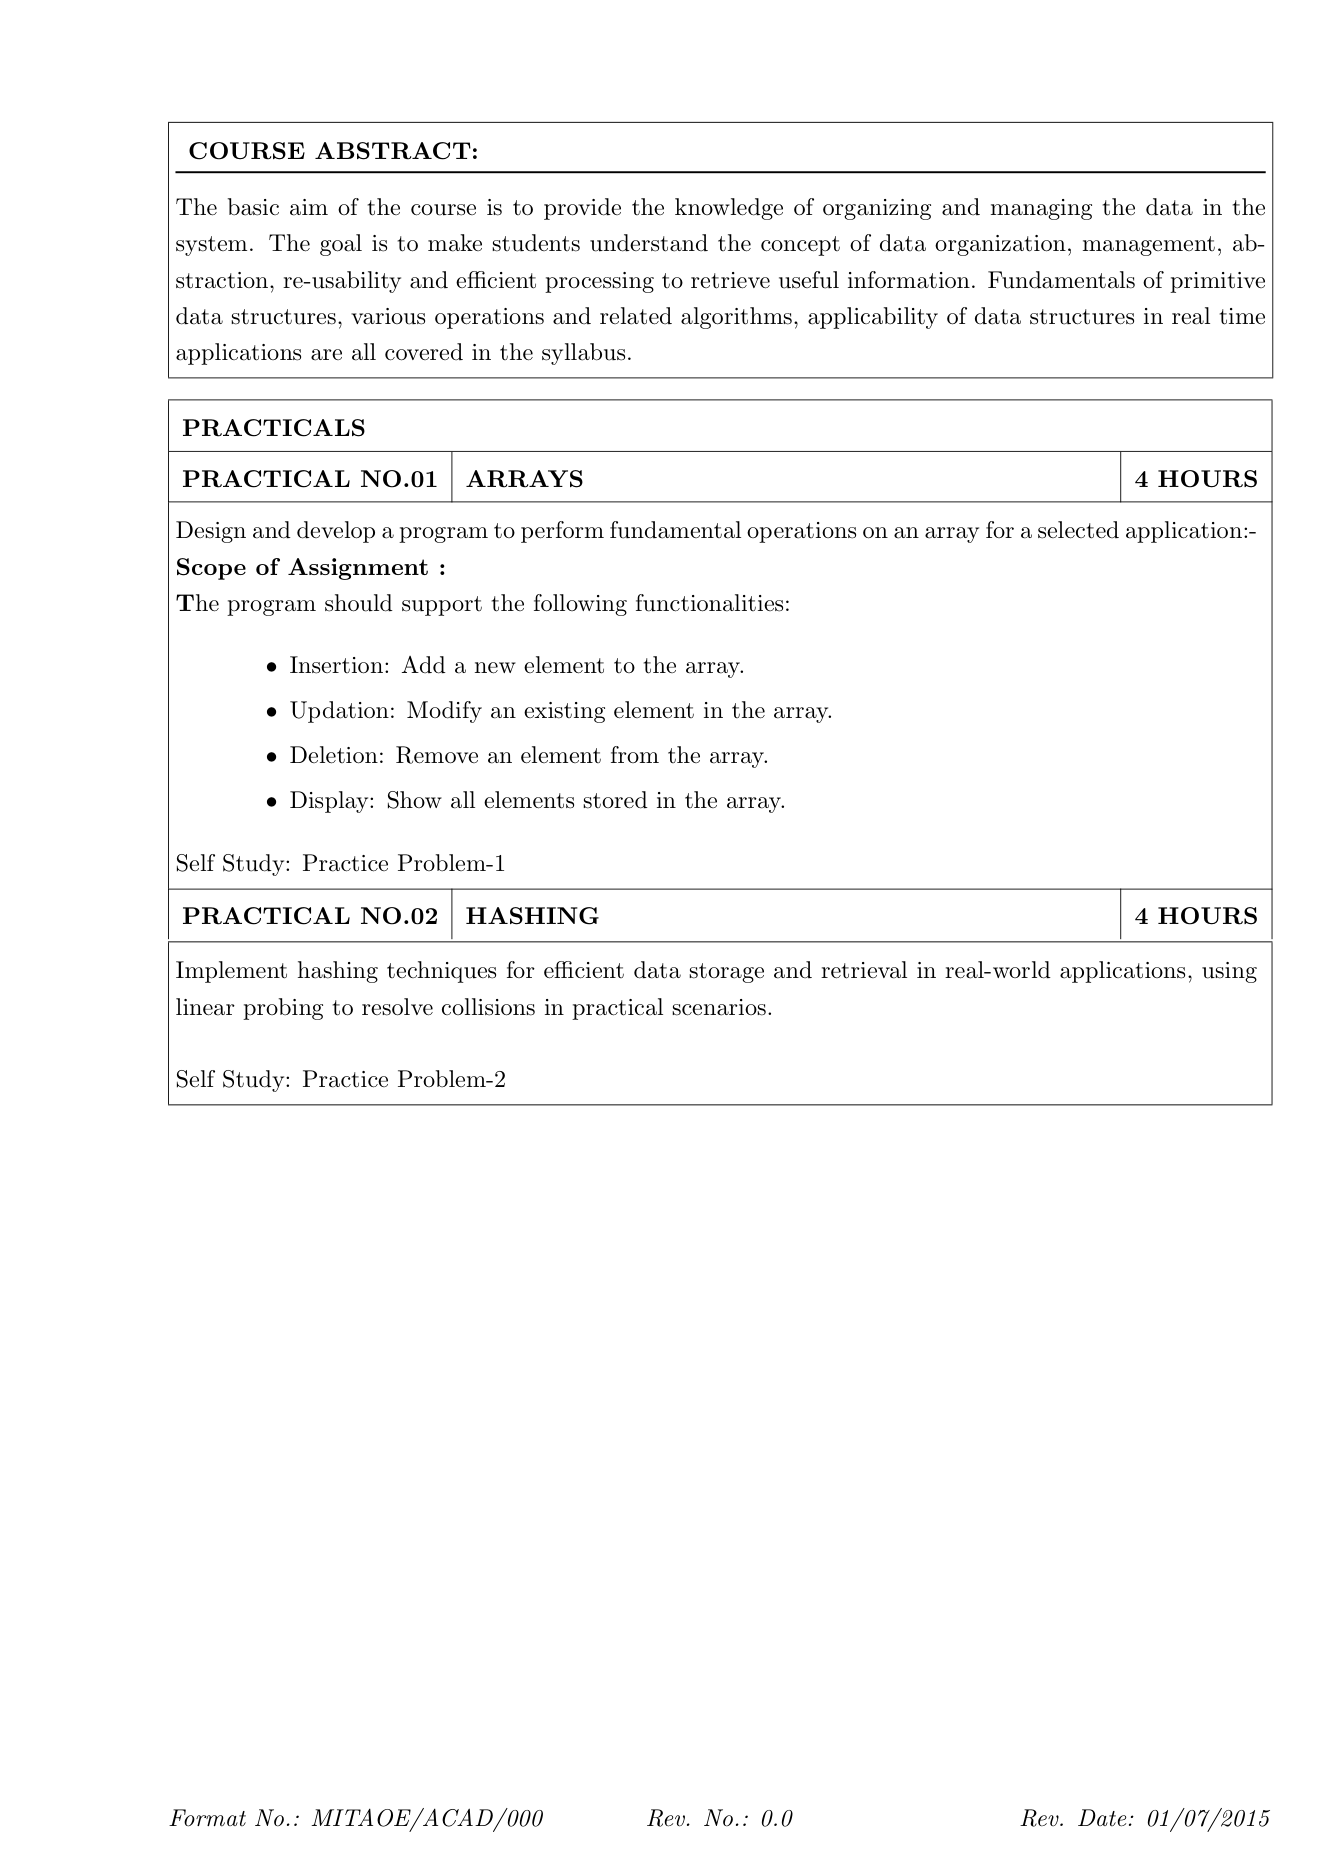 COURSE ABSTRACT:
The basic aim of the course is to provide the knowledge of organizing and managing the data in the
system. The goal is to make students understand the concept of data organization, management, ab-
straction, re-usability and efficient processing to retrieve useful information. Fundamentals of primitive
data structures, various operations and related algorithms, applicability of data structures in real time
applications are all covered in the syllabus.
PRACTICALS
PRACTICAL NO.01 ARRAYS 4 HOURS
Design and develop a program to perform fundamental operations on an array for a selected application:-
Scope of Assignment :
The program should support the following functionalities:
• Insertion: Add a new element to the array.
• Updation: Modify an existing element in the array.
• Deletion: Remove an element from the array.
• Display: Show all elements stored in the array.
Self Study: Practice Problem-1
PRACTICAL NO.02 HASHING 4 HOURS
Implement hashing techniques for efficient data storage and retrieval in real-world applications, using
linear probing to resolve collisions in practical scenarios.
Self Study: Practice Problem-2
Format No.: MITAOE/ACAD/000 Rev. No.: 0.0 Rev. Date: 01/07/2015